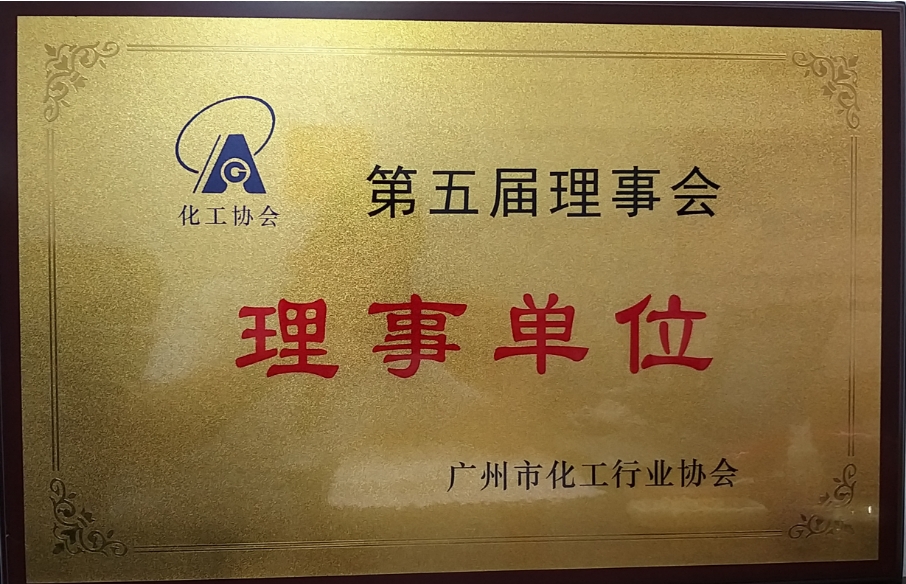 G
化工协会
第五届理事会
理事单位
广州市化工行业协会